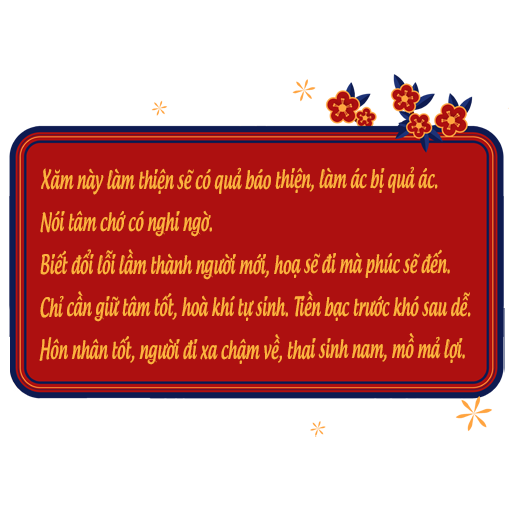 Xăm này làm thiện sẽ có quả báo thiện, làm ác bị quả ác.
Nói tâm chớ có nghi ngờ.
Biết đổi lỗi lầm thành người mới, hoạ sẽ đi mà phúc sẽ đến.
Chỉ cần giữ tâm tốt, hoà khí tự sinh. Tiền bạc trước khó sau dễ.
Hôn nhân tốt, người đi xa chậm về, thai sinh nam, mồ mả lợi.